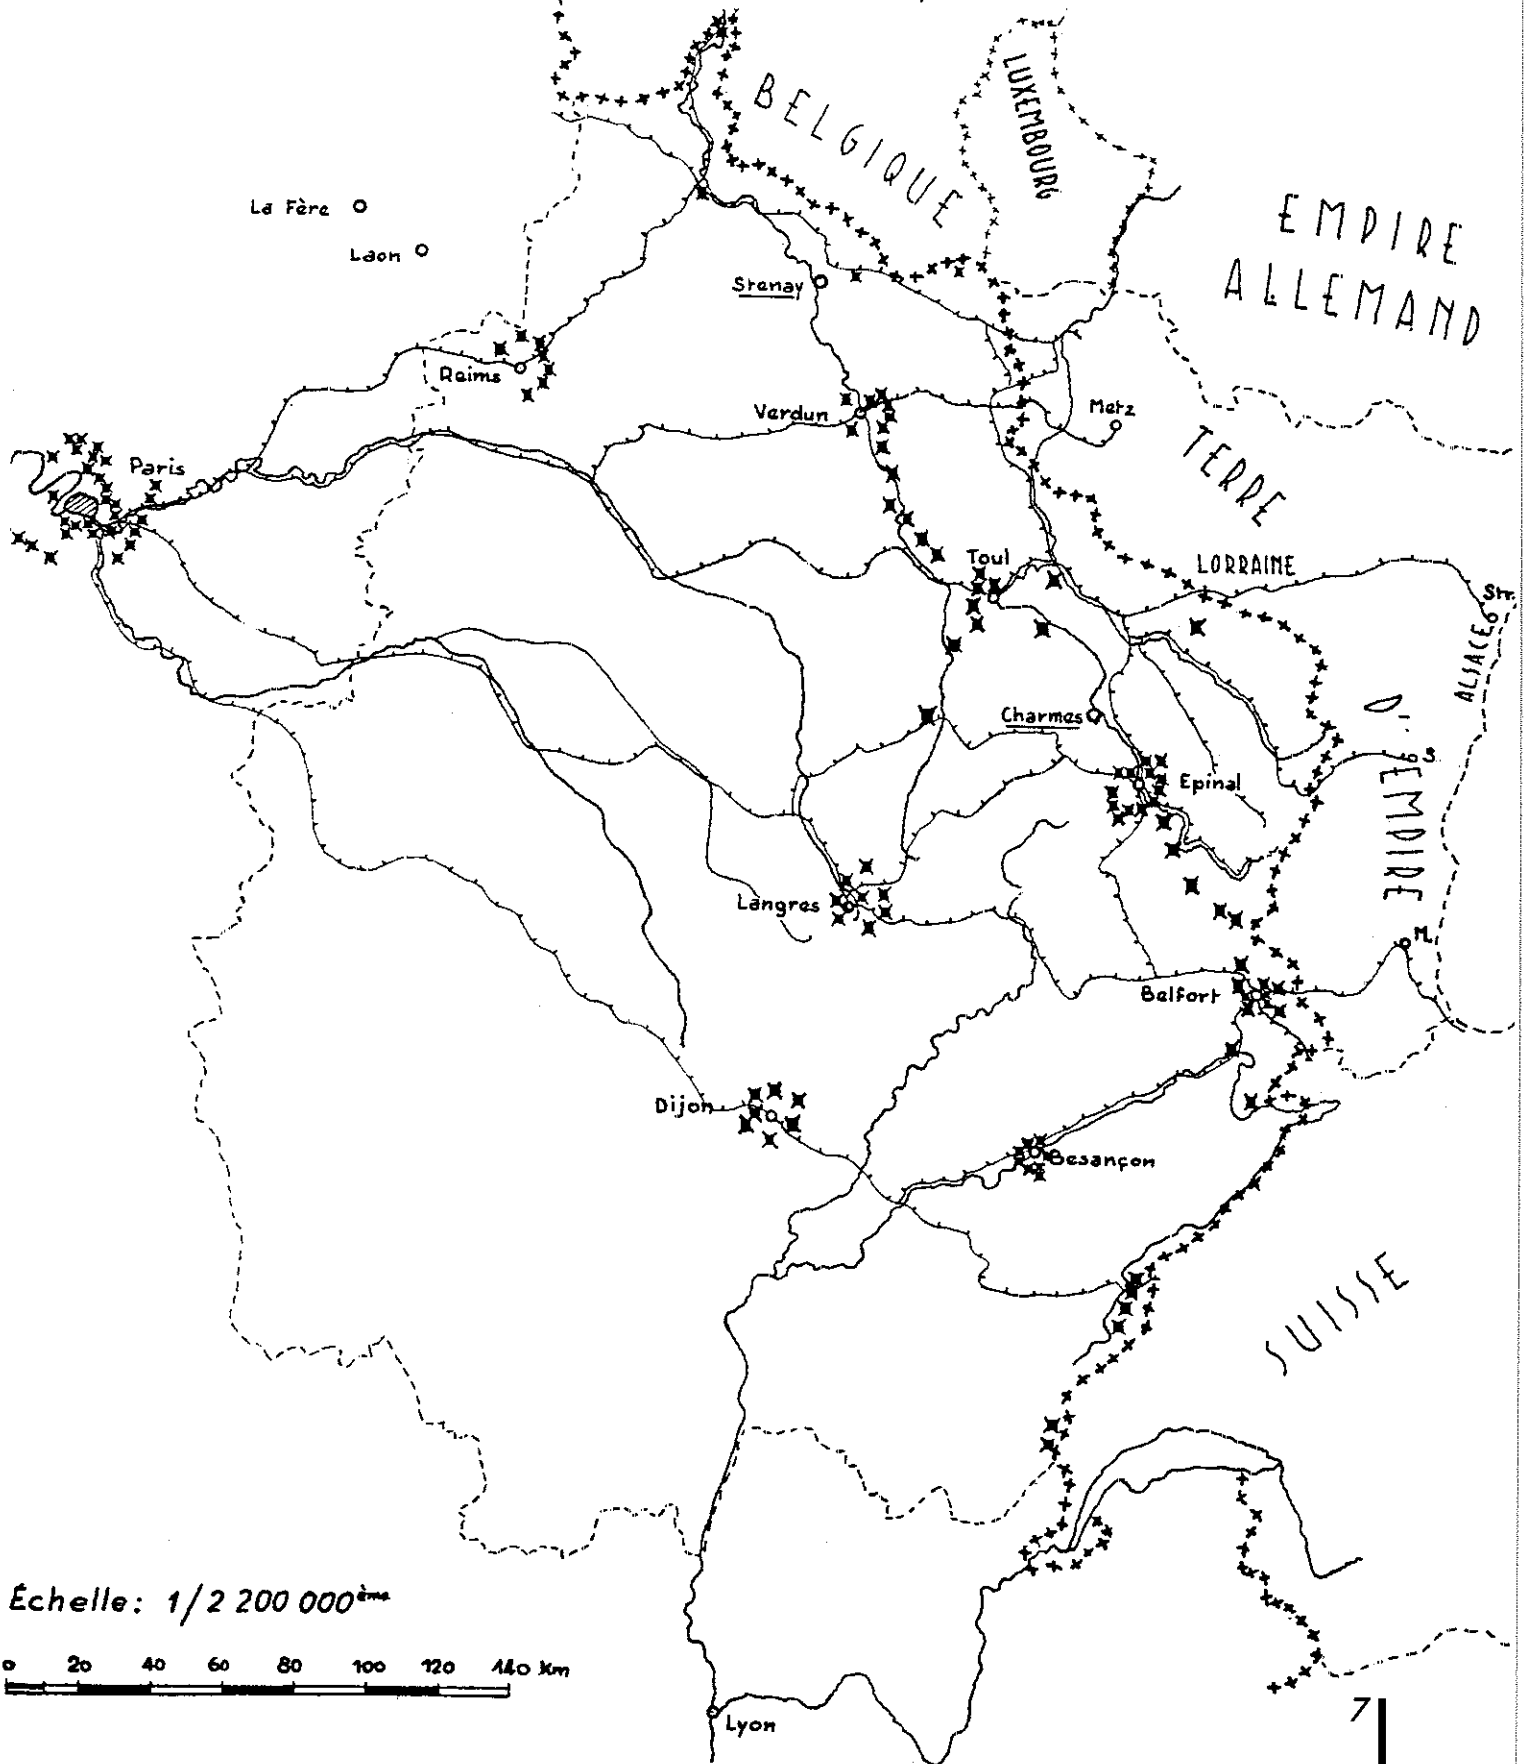 BELGIQUE
LUXEMBOURG
EMPIRE
ALLEMAND
La Fère
Laon
Stenay
Reims
Verdun
Metz
TERRE
Paris
Toul
LORRAINE
Str.
ALSACE
D'EMPIRE
Charmes
S.
Epinal
Langres
M.
Belfort
Dijon
Besançon
SUISSE
Échelle: 1/2 200 000ème
0 20 40 60 80 100 120 140 Km
Lyon
7